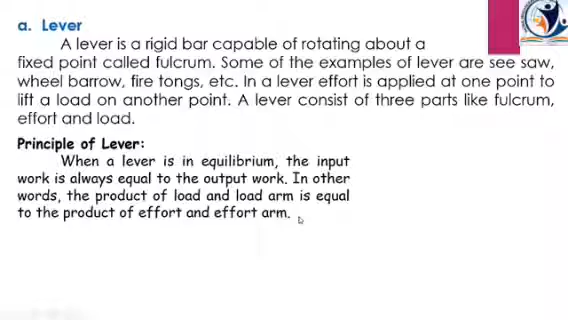 a. Lever
A lever is a rigid bar capable of rotating about a
fixed point called fulcrum. Some of the examples of lever are see saw,
wheel barrow, fire tongs, etc. In a lever effort is applied at one point to
lift a load on another point. A lever consist of three parts like fulcrum,
effort and load.
Principle of Lever:
When a lever is in equilibrium, the input
work is always equal to the output work. In other
words, the product of load and load arm is equal
to the product of effort and effort arm.